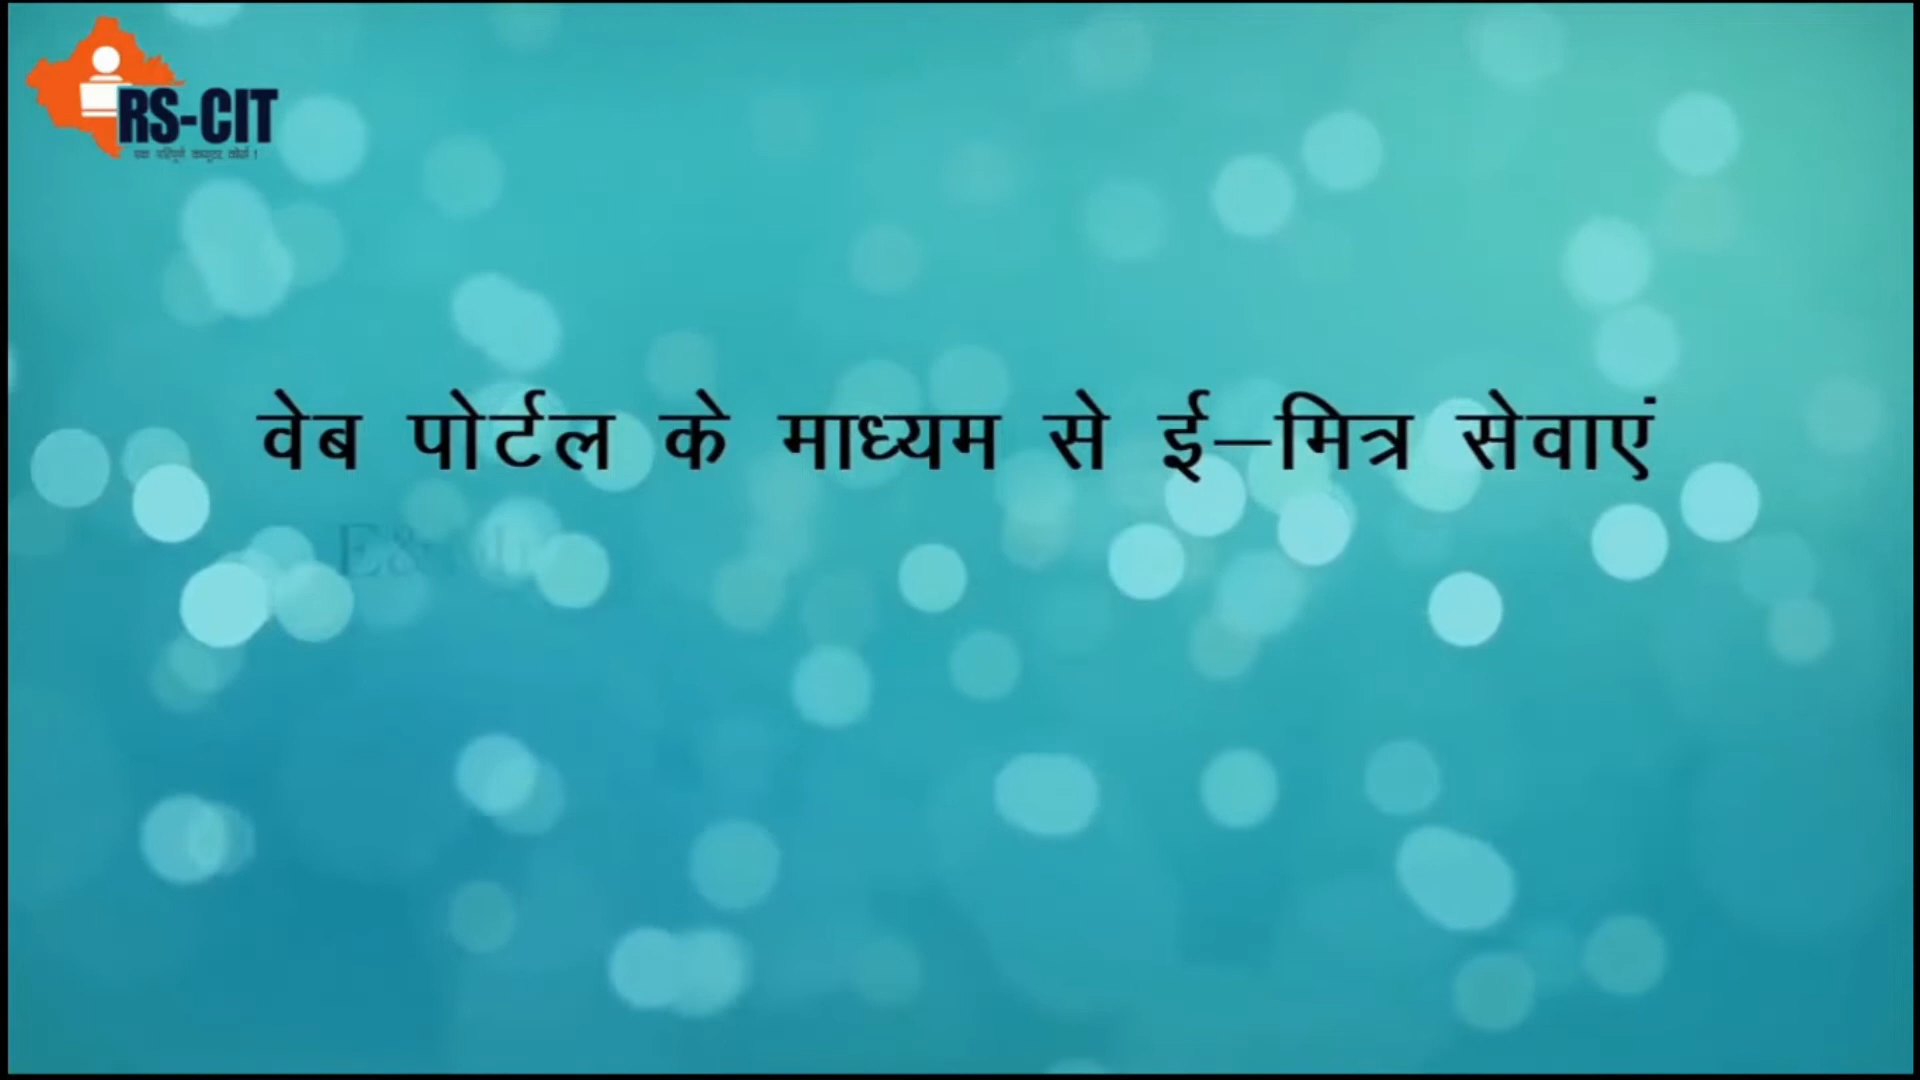 RS-CIT
वेब पोर्टल के माध्यम से ई–मित्र सेवाएं